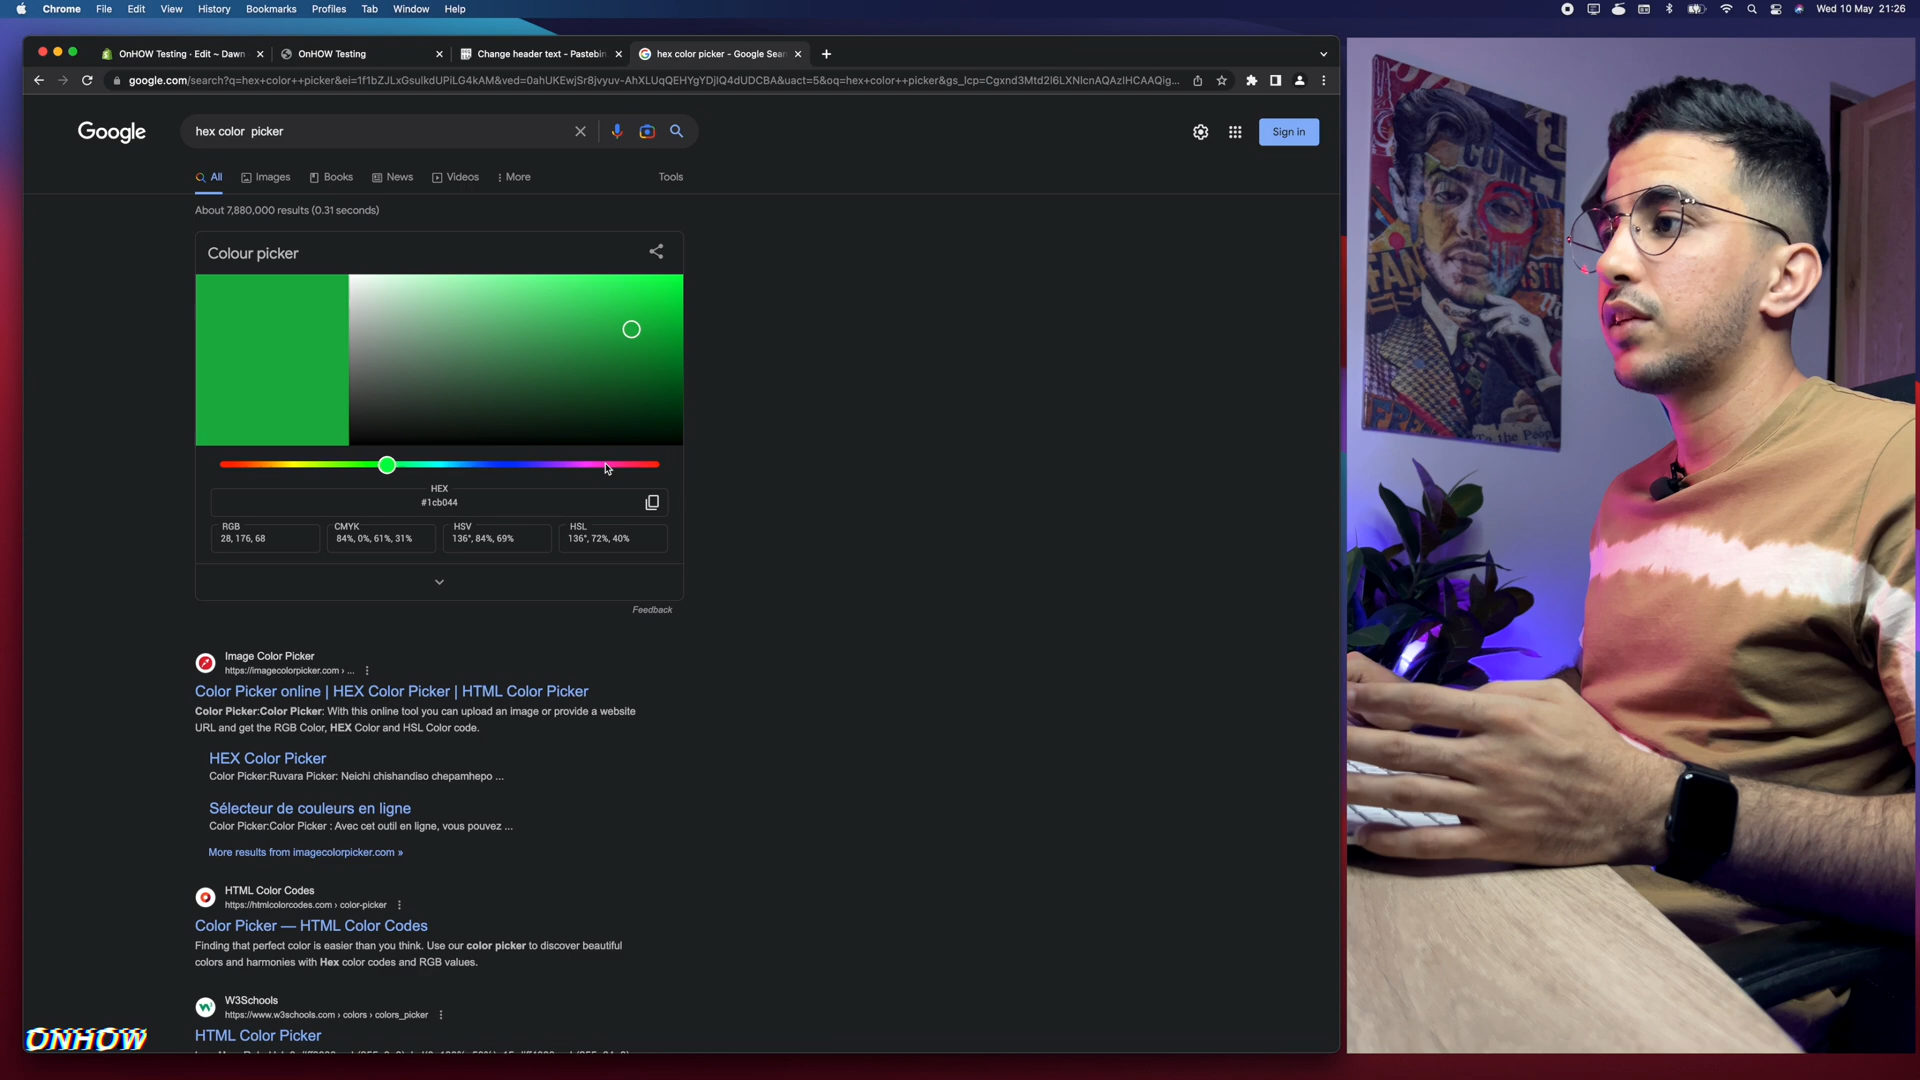 Chrome File Edit View History Bookmarks Profiles Tab Window Help Wed 10 May 21:26
OnHOW Testing · Edit ~ Dawn OnHOW Testing Change header text - Pastebin hex color picker - Google Sear
google.com/search?q=hex+color++picker&ei=1f1bZJLxGsulkdUPiLG4kAM&ved=0ahUKEwjSr8jvyuv-AhXLUqQEHYgYDjIQ4dUDCBA&uact=5&oq=hex+color++picker&gs_lcp=Cgxnd3Mtd2l6LXNlcnAQAzIHCAAQig...
Google hex color  picker Sign in
All Images Books News Videos More Tools
About 7,880,000 results (0.31 seconds)
Colour picker
HEX
#1cb044
RGB CMYK HSV HSL
28, 176, 68 84%, 0%, 61%, 31% 136°, 84%, 69% 136°, 72%, 40%
Feedback
Image Color Picker
https://imagecolorpicker.com › ...
Color Picker online | HEX Color Picker | HTML Color Picker
Color Picker:Color Picker: With this online tool you can upload an image or provide a website
URL and get the RGB Color, HEX Color and HSL Color code.
HEX Color Picker
Color Picker:Ruvara Picker: Neichi chishandiso chepamhepo ...
Sélecteur de couleurs en ligne
Color Picker:Color Picker : Avec cet outil en ligne, vous pouvez ...
More results from imagecolorpicker.com »
HTML Color Codes
https://htmlcolorcodes.com › color-picker
Color Picker — HTML Color Codes
Finding that perfect color is easier than you think. Use our color picker to discover beautiful
colors and harmonies with Hex color codes and RGB values.
W3Schools
https://www.w3schools.com › colors › colors_picker
HTML Color Picker
ONHOW
To the People